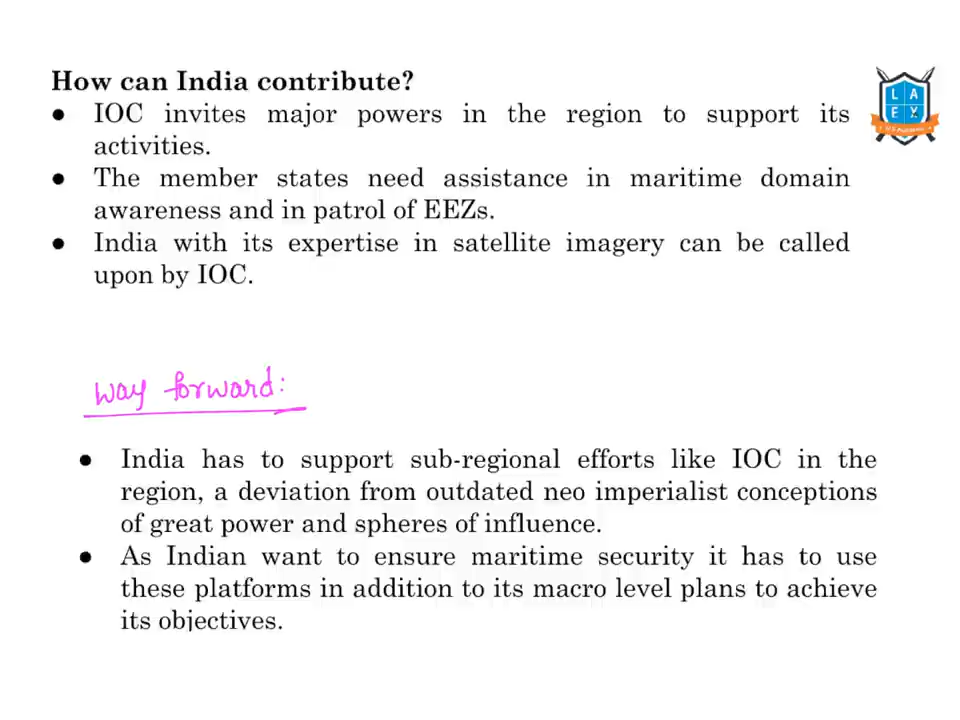 How can India contribute?
● IOC invites major powers in the region to support its
activities.
● The member states need assistance in maritime domain
awareness and in patrol of EEZs.
● India with its expertise in satellite imagery can be called
upon by IOC.
way forward:
● India has to support sub-regional efforts like IOC in the
region, a deviation from outdated neo imperialist conceptions
of great power and spheres of influence.
● As Indian want to ensure maritime security it has to use
these platforms in addition to its macro level plans to achieve
its objectives.
L A
E X